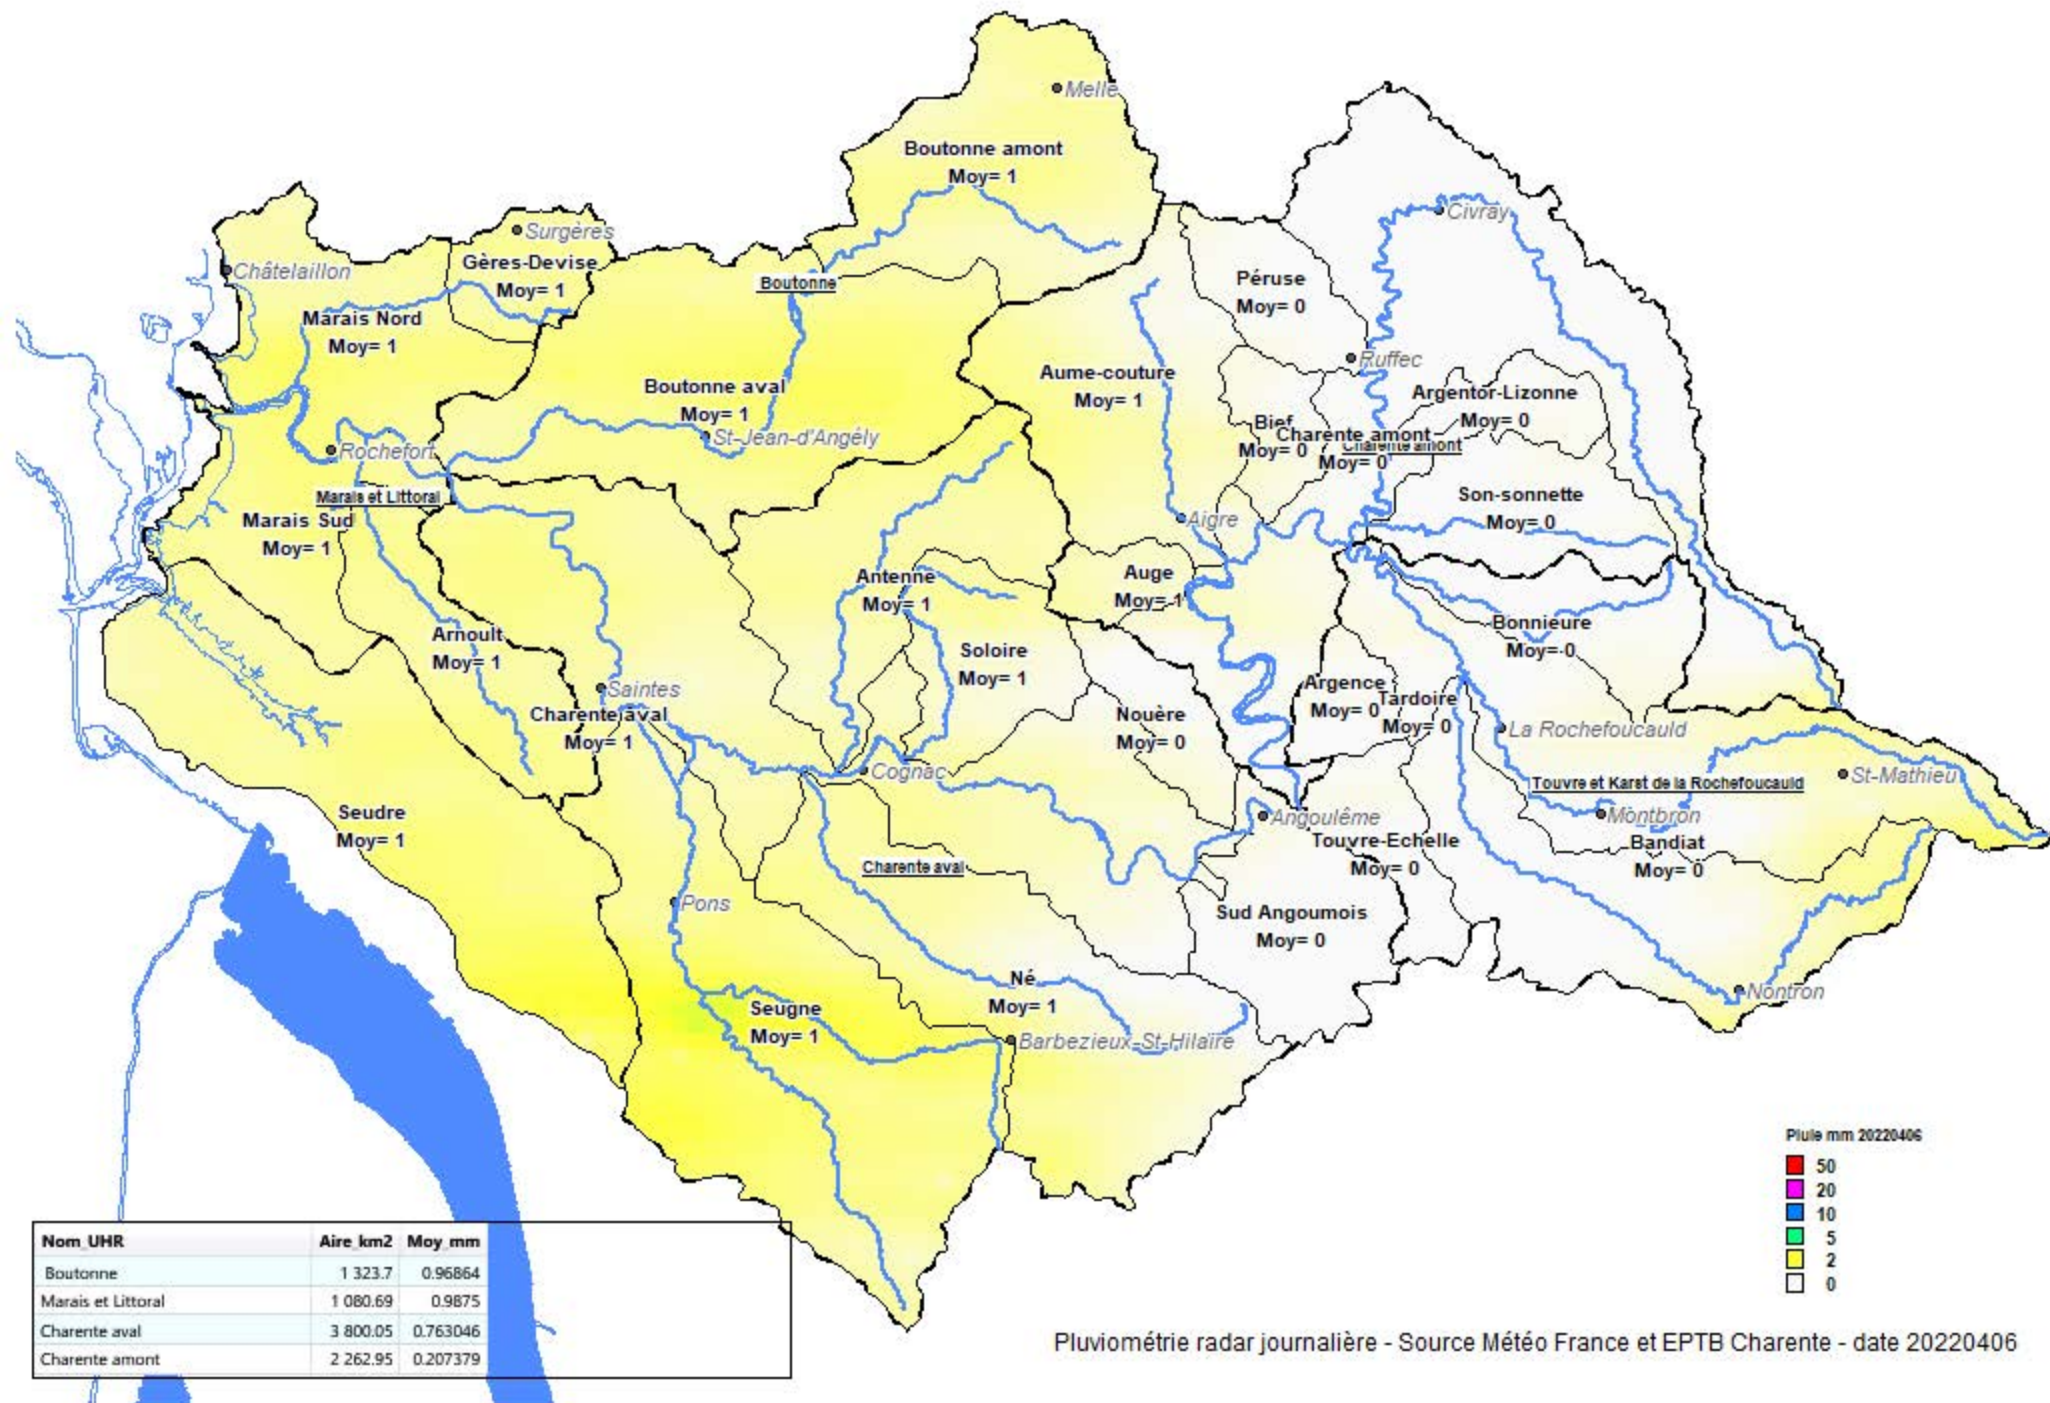 Melle
Boutonne amont
Moy= 1
Civray
Surgères
Châtelaillon
Gères-Devise
Moy= 1
Boutonne
Péruse
Moy= 0
Marais Nord
Moy= 1
Ruffec
Aume-couture
Moy= 1
Boutonne aval
Moy= 1
Argentor-Lizonne
Moy= 0
Bief
Moy= 0
Charente amont
Moy= 0
Charente amont
St-Jean-d'Angély
Rochefort
Marais et Littoral
Marais Sud
Moy= 1
Son-sonnette
Moy= 0
Aigre
Antenne
Moy= 1
Auge
Moy= 1
Arnoult
Moy= 1
Soloire
Moy= 1
Bonnieure
Moy= 0
Saintes
Argence
Moy= 0
Tardoire
Moy= 0
Charente aval
Moy= 1
Nouère
Moy= 0
La Rochefoucauld
Cognac
Touvre et Karst de la Rochefoucauld
St-Mathieu
Seudre
Moy= 1
Angoulême
Montbron
Touvre-Echelle
Moy= 0
Bandiat
Moy= 0
Charente aval
Pons
Sud Angoumois
Moy= 0
Né
Moy= 1
Nontron
Seugne
Moy= 1
Barbezieux-St-Hilaire
Pluie mm 20220406
50
20
10
5
2
0
Nom_UHR Aire_km2 Moy_mm
Boutonne 1 323.7 0.96864
Marais et Littoral 1 080.69 0.9875
Charente aval 3 800.05 0.763046
Charente amont 2 262.95 0.207379
Pluviométrie radar journalière - Source Météo France et EPTB Charente - date 20220406